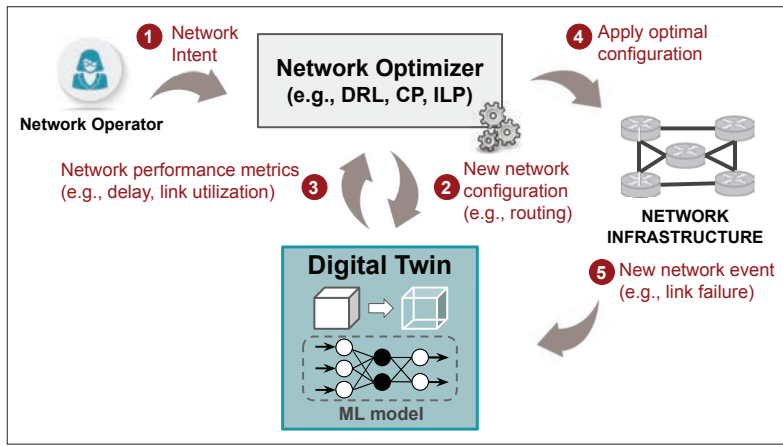 1 Network
Intent
Network Operator
Network Optimizer
(e.g., DRL, CP, ILP)
4 Apply optimal
configuration
Network performance metrics
(e.g., delay, link utilization) 3
2 New network
configuration
(e.g., routing)
NETWORK
INFRASTRUCTURE
5 New network event
(e.g., link failure)
Digital Twin
ML model